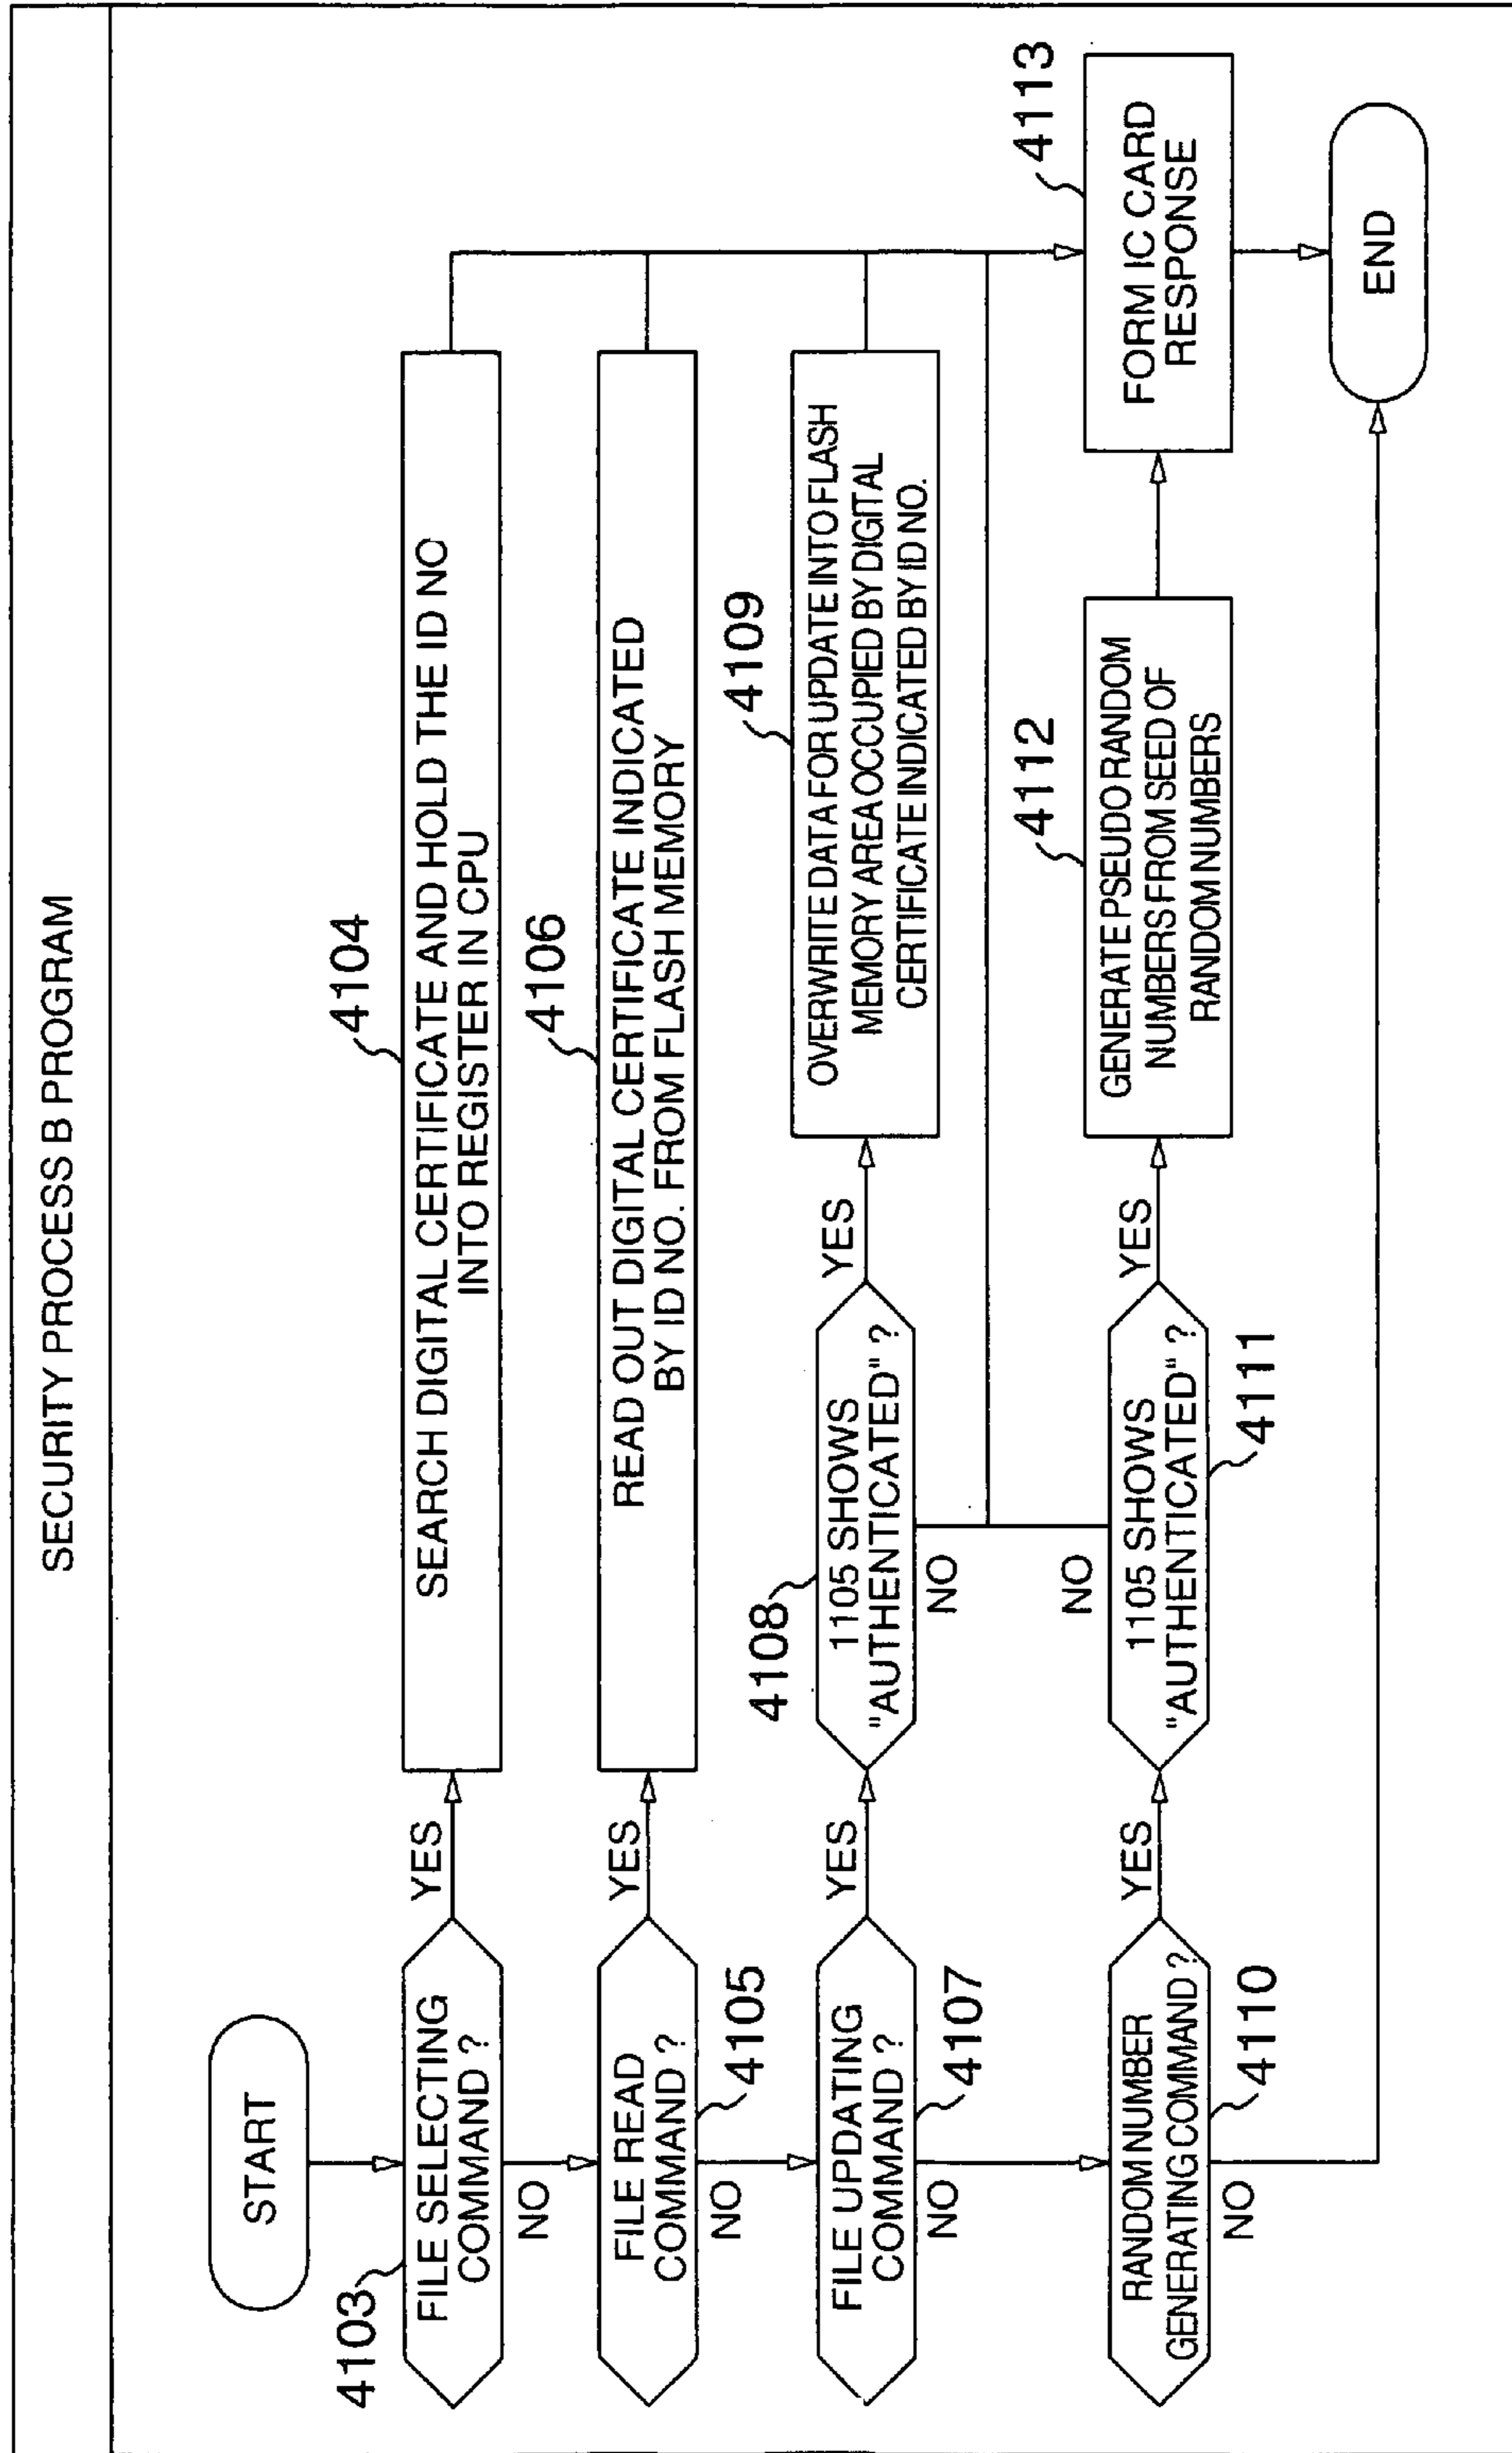 SECURITY PROCESS B PROGRAM
START
4103
FILE SELECTING
COMMAND ?
YES
NO
4104
SEARCH DIGITAL CERTIFICATE AND HOLD THE ID NO
INTO REGISTER IN CPU
FILE READ
COMMAND ?
4105
YES
NO
4106
READ OUT DIGITAL CERTIFICATE INDICATED
BY ID NO. FROM FLASH MEMORY
FILE UPDATING
COMMAND ?
4107
YES
NO
4108
1105 SHOWS
"AUTHENTICATED" ?
YES
NO
4109
OVERWRITE DATA FOR UPDATE INTO FLASH
MEMORY AREA OCCUPIED BY DIGITAL
CERTIFICATE INDICATED BY ID NO.
RANDOM NUMBER
GENERATING COMMAND ?
4110
YES
NO
NO
1105 SHOWS
"AUTHENTICATED" ?
4111
YES
4112
GENERATE PSEUDO RANDOM
NUMBERS FROM SEED OF
RANDOM NUMBERS
4113
FORM IC CARD
RESPONSE
END